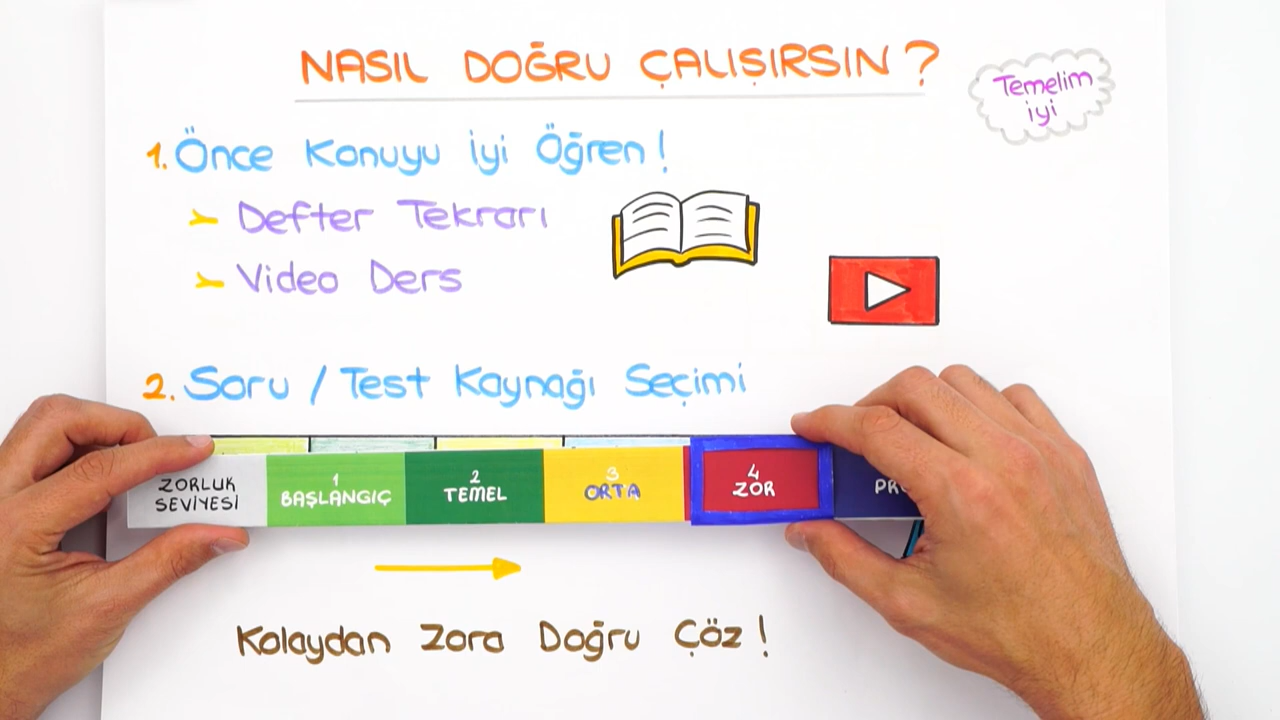 NASIL DOĞRU ÇALIŞIRSIN?
Temelim
iyi
1. Önce Konuyu İyi Öğren!
➤ Defter Tekrarı
➤ Video Ders
2. Soru / Test Kaynağı Seçimi
ZORLUK
SEVİYESİ
1
BAŞLANGIÇ
2
TEMEL
3
ORTA
4
ZOR
Kolaydan Zora Doğru Çöz!